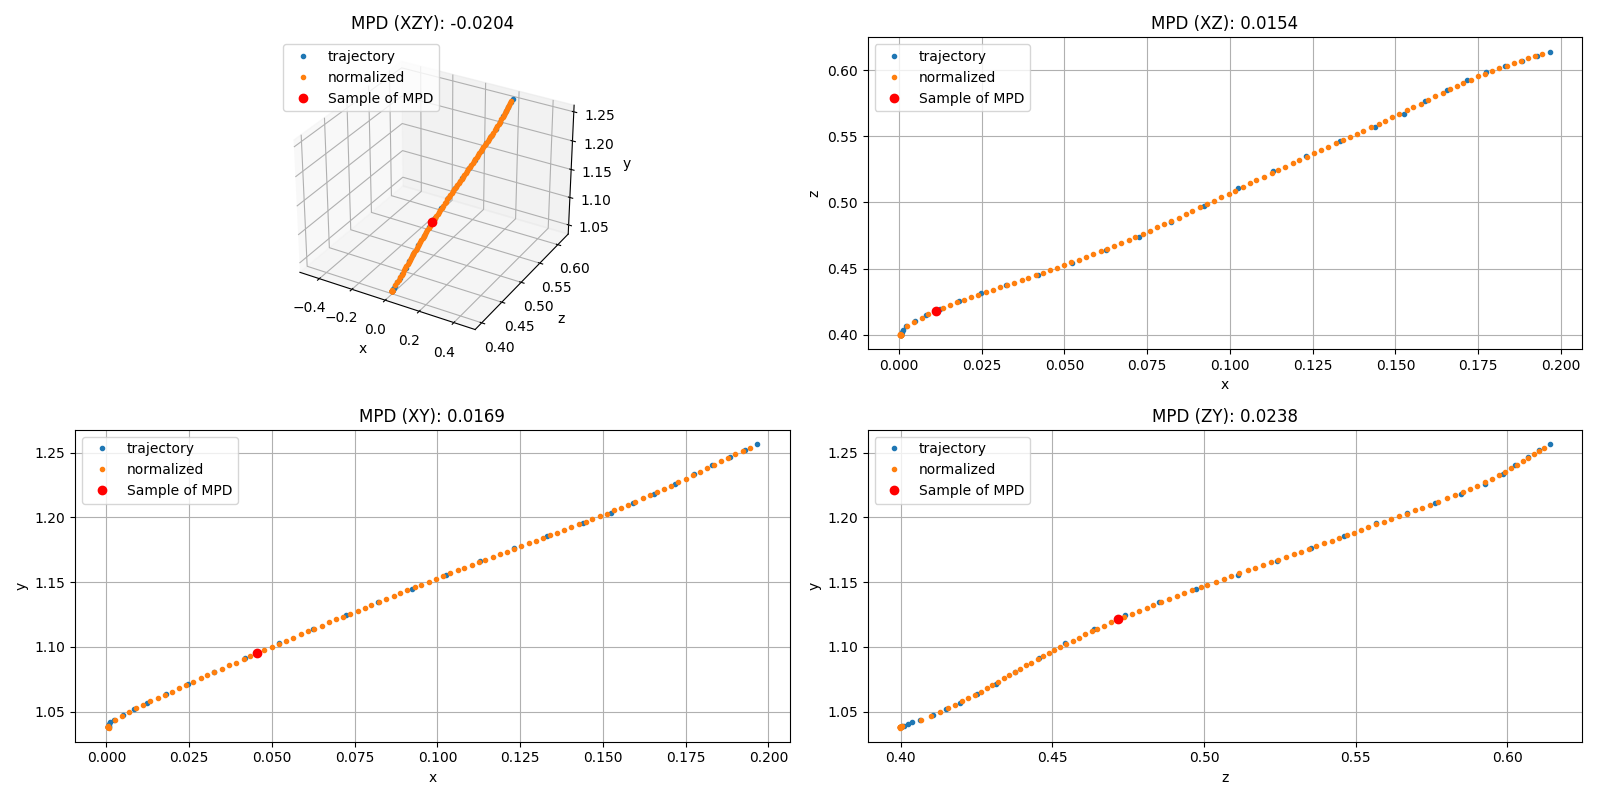 MPD (XZY): -0.0204
trajectory
normalized
Sample of MPD
1.25
1.20
1.15
1.10
1.05
y
−0.4
−0.2
0.0
0.2
0.4
x
0.40
0.45
0.50
0.55
0.60
z
MPD (XZ): 0.0154
trajectory
normalized
Sample of MPD
0.60
0.55
0.50
0.45
0.40
z
0.000 0.025 0.050 0.075 0.100 0.125 0.150 0.175 0.200
x
MPD (XY): 0.0169
trajectory
normalized
Sample of MPD
1.25
1.20
1.15
1.10
1.05
y
0.000 0.025 0.050 0.075 0.100 0.125 0.150 0.175 0.200
x
MPD (ZY): 0.0238
trajectory
normalized
Sample of MPD
1.25
1.20
1.15
1.10
1.05
y
0.40 0.45 0.50 0.55 0.60
z